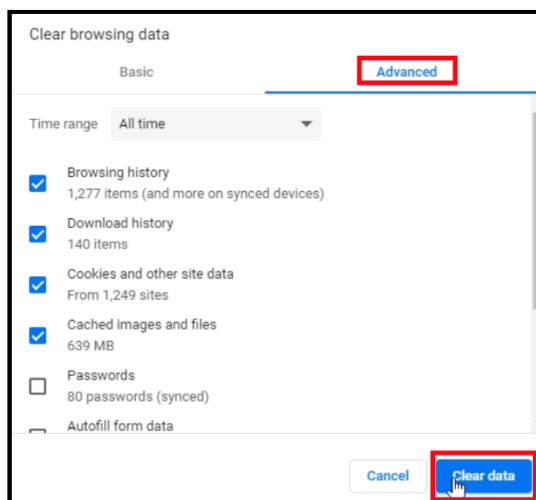 Clear browsing data
Basic
Advanced
Time range
All time
Browsing history
1,277 items (and more on synced devices)
Download history
140 items
Cookies and other site data
From 1,249 sites
Cached images and files
639 MB
Passwords
80 passwords (synced)
Autofill form data
Cancel
Clear data